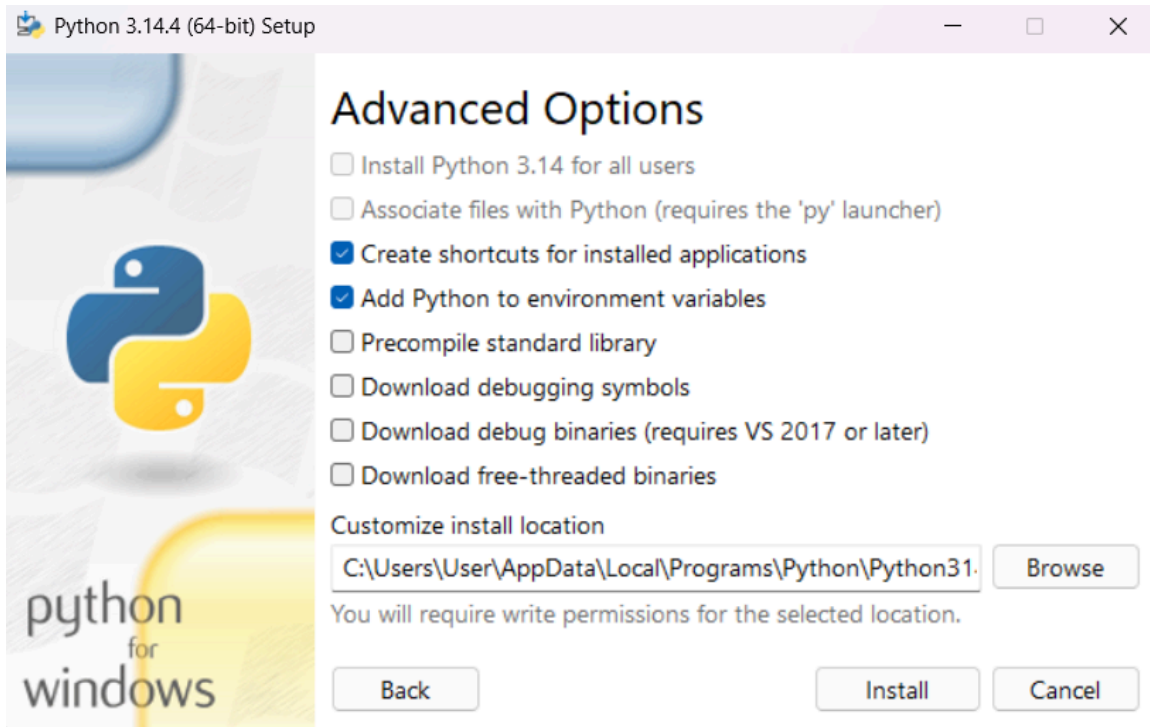 Python 3.14.4 (64-bit) Setup
Advanced Options
Install Python 3.14 for all users
Associate files with Python (requires the 'py' launcher)
Create shortcuts for installed applications
Add Python to environment variables
Precompile standard library
Download debugging symbols
Download debug binaries (requires VS 2017 or later)
Download free-threaded binaries
Customize install location
C:\Users\User\AppData\Local\Programs\Python\Python314
Browse
You will require write permissions for the selected location.
python
for
windows
Back
Install
Cancel